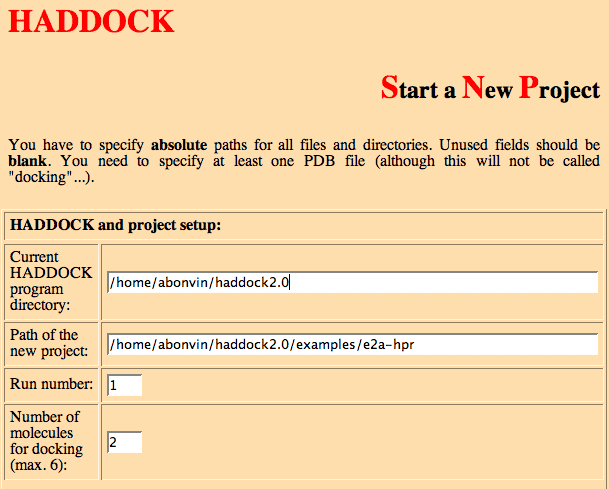 HADDOCK
Start a New Project
You have to specify absolute paths for all files and directories. Unused fields should be
blank. You need to specify at least one PDB file (although this will not be called
"docking"...).
HADDOCK and project setup:
Current
HADDOCK
program
directory:
/home/abonvin/haddock2.0
Path of the
new project:
/home/abonvin/haddock2.0/examples/e2a-hpr
Run number:
1
Number of
molecules
for docking
(max. 6):
2